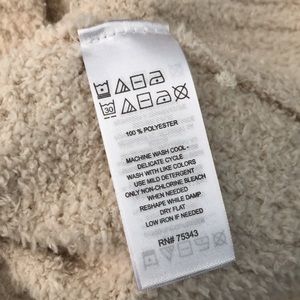 30
100 % POLYESTER
MACHINE WASH COOL -
DELICATE CYCLE
WASH WITH LIKE COLORS
USE MILD DETERGENT
ONLY NON-CHLORINE BLEACH
WHEN NEEDED
RESHAPE WHILE DAMP
DRY FLAT
LOW IRON IF NEEDED
RN# 75343